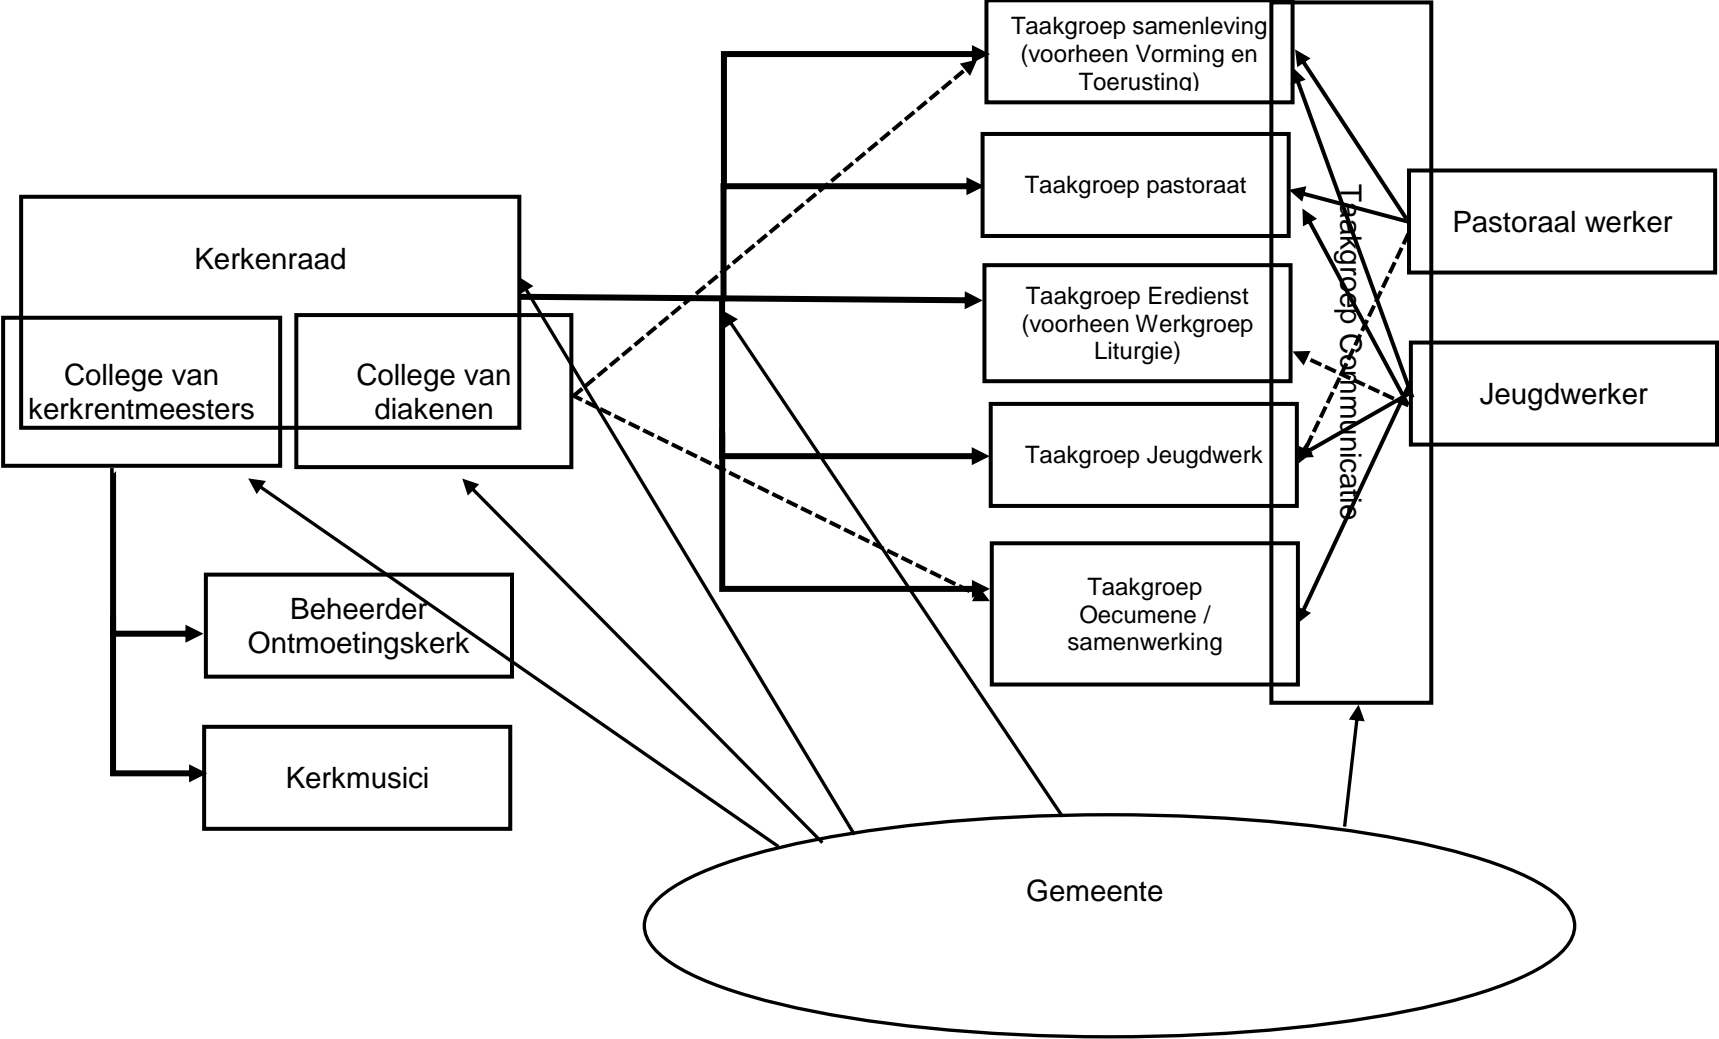 Taakgroep samenleving
(voorheen Vorming en
Toerusting)
Taakgroep pastoraat
Pastoraal werker
Kerkenraad
Taakgroep Eredienst
(voorheen Werkgroep
Liturgie)
Taakgroep Communicatie
College van
kerkrentmeesters
College van
diakenen
Jeugdwerker
Taakgroep Jeugdwerk
Beheerder
Ontmoetingskerk
Taakgroep
Oecumene /
samenwerking
Kerkmusici
Gemeente